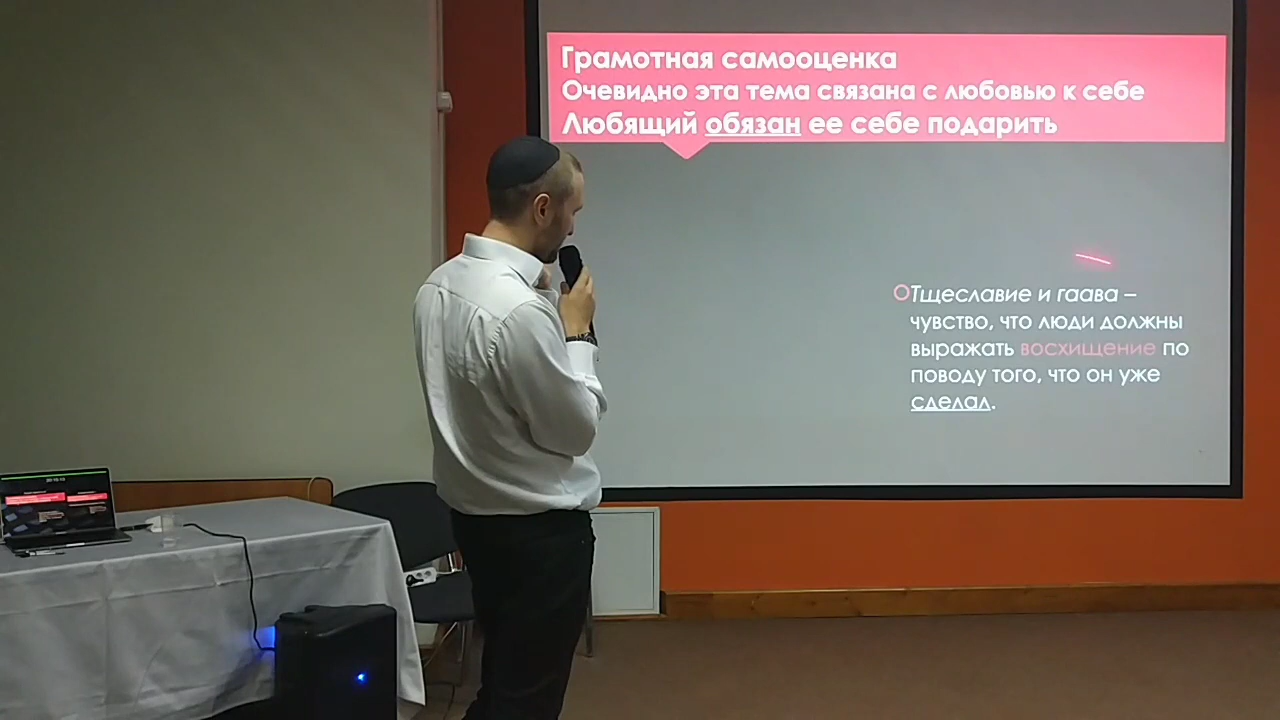 Грамотная самооценка
Очевидно эта тема связана с любовью к себе
Любящий обязан ее себе подарить
Тщеславие и гаава –
чувство, что люди должны
выражать восхищение по
поводу того, что он уже
сделал.